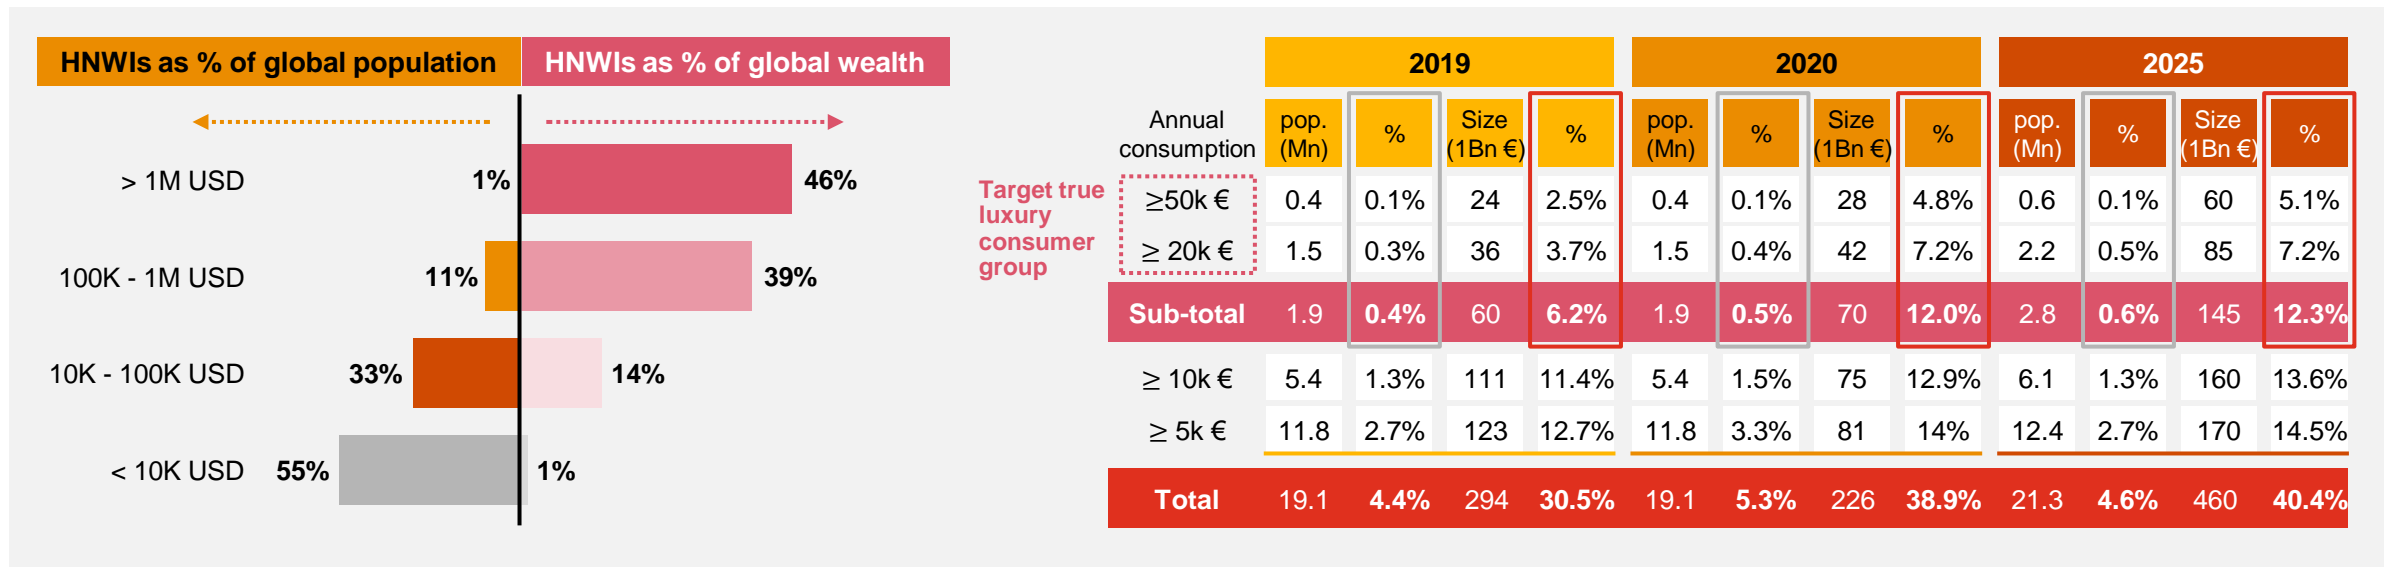 HNWIs as % of global population
HNWIs as % of global wealth
> 1M USD 1% 46%
100K - 1M USD 11% 39%
10K - 100K USD 33% 14%
< 10K USD 55% 1%
2019 2020 2025
Annual
consumption
pop.
(Mn)
%
Size
(1Bn €)
%
pop.
(Mn)
%
Size
(1Bn €)
%
pop.
(Mn)
%
Size
(1Bn €)
%
Target true
luxury
consumer
group
≥50k € 0.4 0.1% 24 2.5% 0.4 0.1% 28 4.8% 0.6 0.1% 60 5.1%
≥ 20k € 1.5 0.3% 36 3.7% 1.5 0.4% 42 7.2% 2.2 0.5% 85 7.2%
Sub-total 1.9 0.4% 60 6.2% 1.9 0.5% 70 12.0% 2.8 0.6% 145 12.3%
≥ 10k € 5.4 1.3% 111 11.4% 5.4 1.5% 75 12.9% 6.1 1.3% 160 13.6%
≥ 5k € 11.8 2.7% 123 12.7% 11.8 3.3% 81 14% 12.4 2.7% 170 14.5%
Total 19.1 4.4% 294 30.5% 19.1 5.3% 226 38.9% 21.3 4.6% 460 40.4%